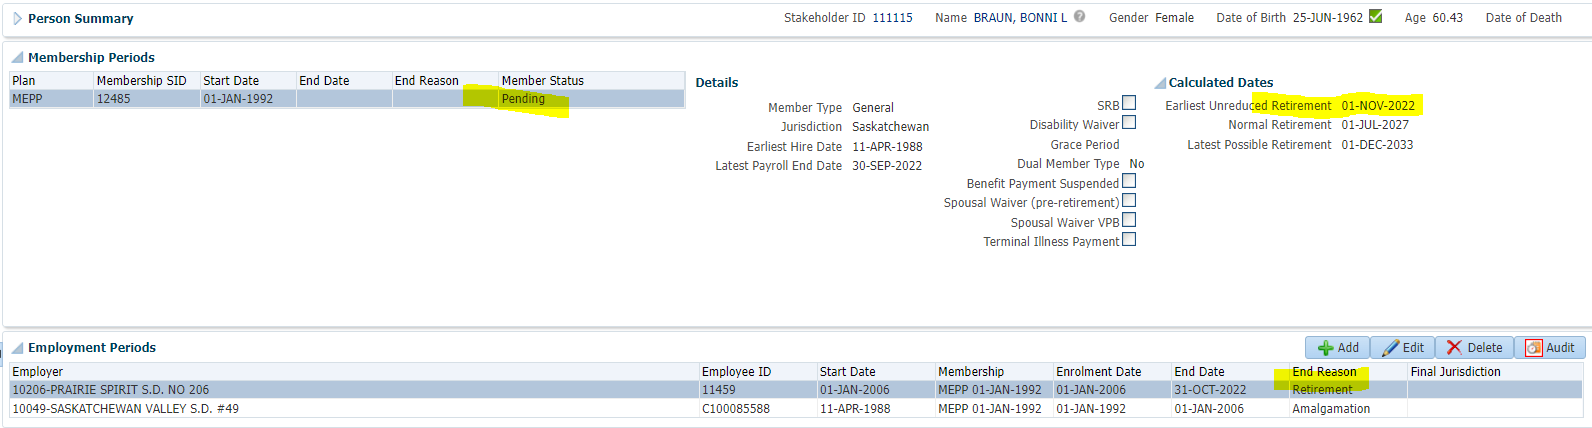 Person Summary Stakeholder ID 111115 Name BRAUN, BONNI L Gender Female Date of Birth 25-JUN-1962 Age 60.43 Date of Death
Membership Periods
Plan Membership SID Start Date End Date End Reason Member Status
MEPP 12485 01-JAN-1992 Pending
Details
Member Type General
Jurisdiction Saskatchewan
Earliest Hire Date 11-APR-1988
Latest Payroll End Date 30-SEP-2022
SRB
Disability Waiver
Grace Period
Dual Member Type No
Benefit Payment Suspended
Spousal Waiver (pre-retirement)
Spousal Waiver VPB
Terminal Illness Payment
Calculated Dates
Earliest Unreduced Retirement 01-NOV-2022
Normal Retirement 01-JUL-2027
Latest Possible Retirement 01-DEC-2033
Employment Periods Add Edit Delete Audit
Employer Employee ID Start Date Membership Enrolment Date End Date End Reason Final Jurisdiction
10206-PRAIRIE SPIRIT S.D. NO 206 11459 01-JAN-2006 MEPP 01-JAN-1992 01-JAN-2006 31-OCT-2022 Retirement
10049-SASKATCHEWAN VALLEY S.D. #49 C100085588 11-APR-1988 MEPP 01-JAN-1992 01-JAN-1992 01-JAN-2006 Amalgamation